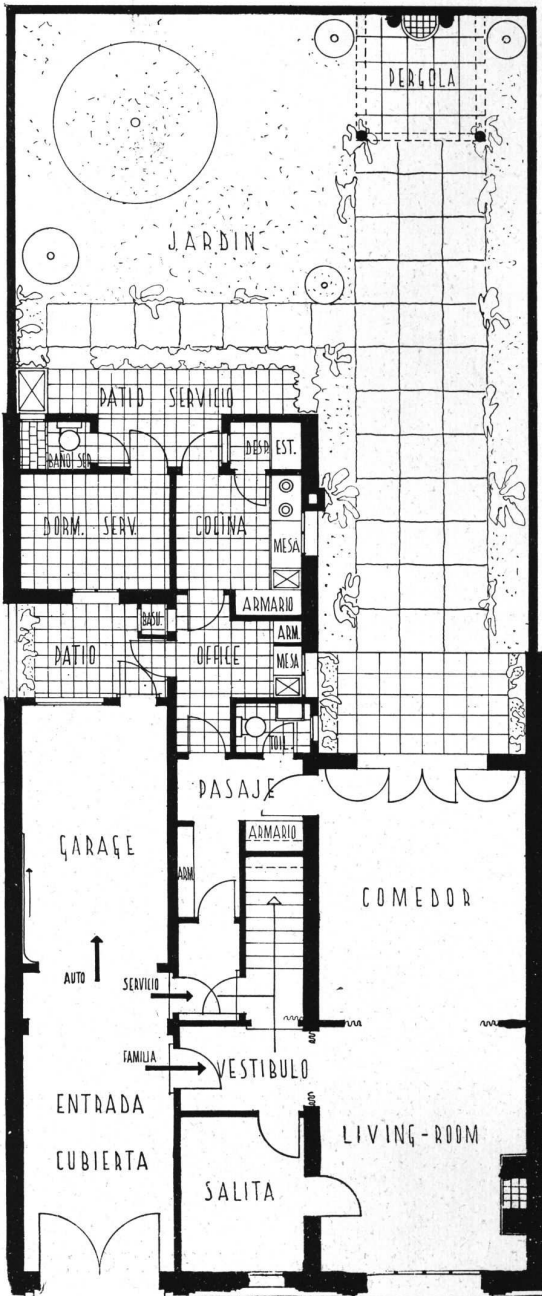 PERGOLA
JARDIN
PATIO SERVICIO
BAÑO SER.
DESP. EST.
DORM. SERV.
COCINA
MESA
ARMARIO
BASU.
ARM.
PATIO
OFFICE
MESA
TOIL.
PASAJE
ARMARIO
GARAGE
ARM.
COMEDOR
AUTO
SERVICIO
FAMILIA
VESTIBULO
ENTRADA
CUBIERTA
LIVING-ROOM
SALITA